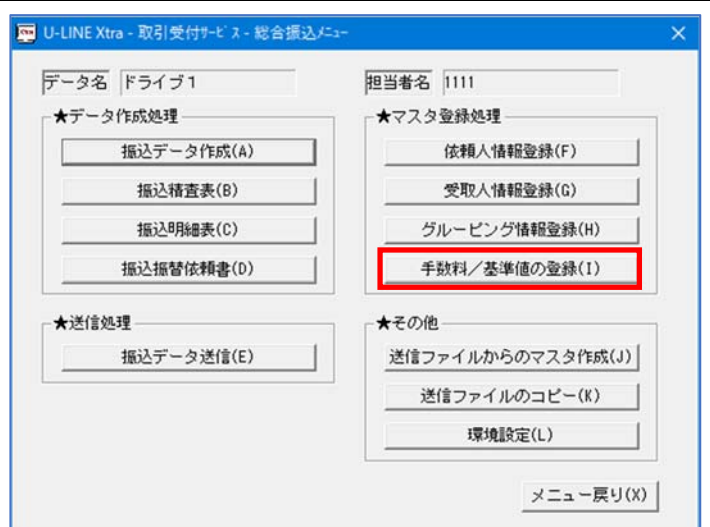 U-LINE Xtra - 取引受付ｻｰﾋﾞｽ - 総合振込ﾒﾆｭｰ
データ名 ドライブ1
担当者名 1111
★データ作成処理
振込データ作成(A)
振込精査表(B)
振込明細表(C)
振込振替依頼書(D)
★送信処理
振込データ送信(E)
★マスタ登録処理
依頼人情報登録(F)
受取人情報登録(G)
グルーピング情報登録(H)
手数料／基準値の登録(I)
★その他
送信ファイルからのマスタ作成(J)
送信ファイルのコピー(K)
環境設定(L)
メニュー戻り(X)